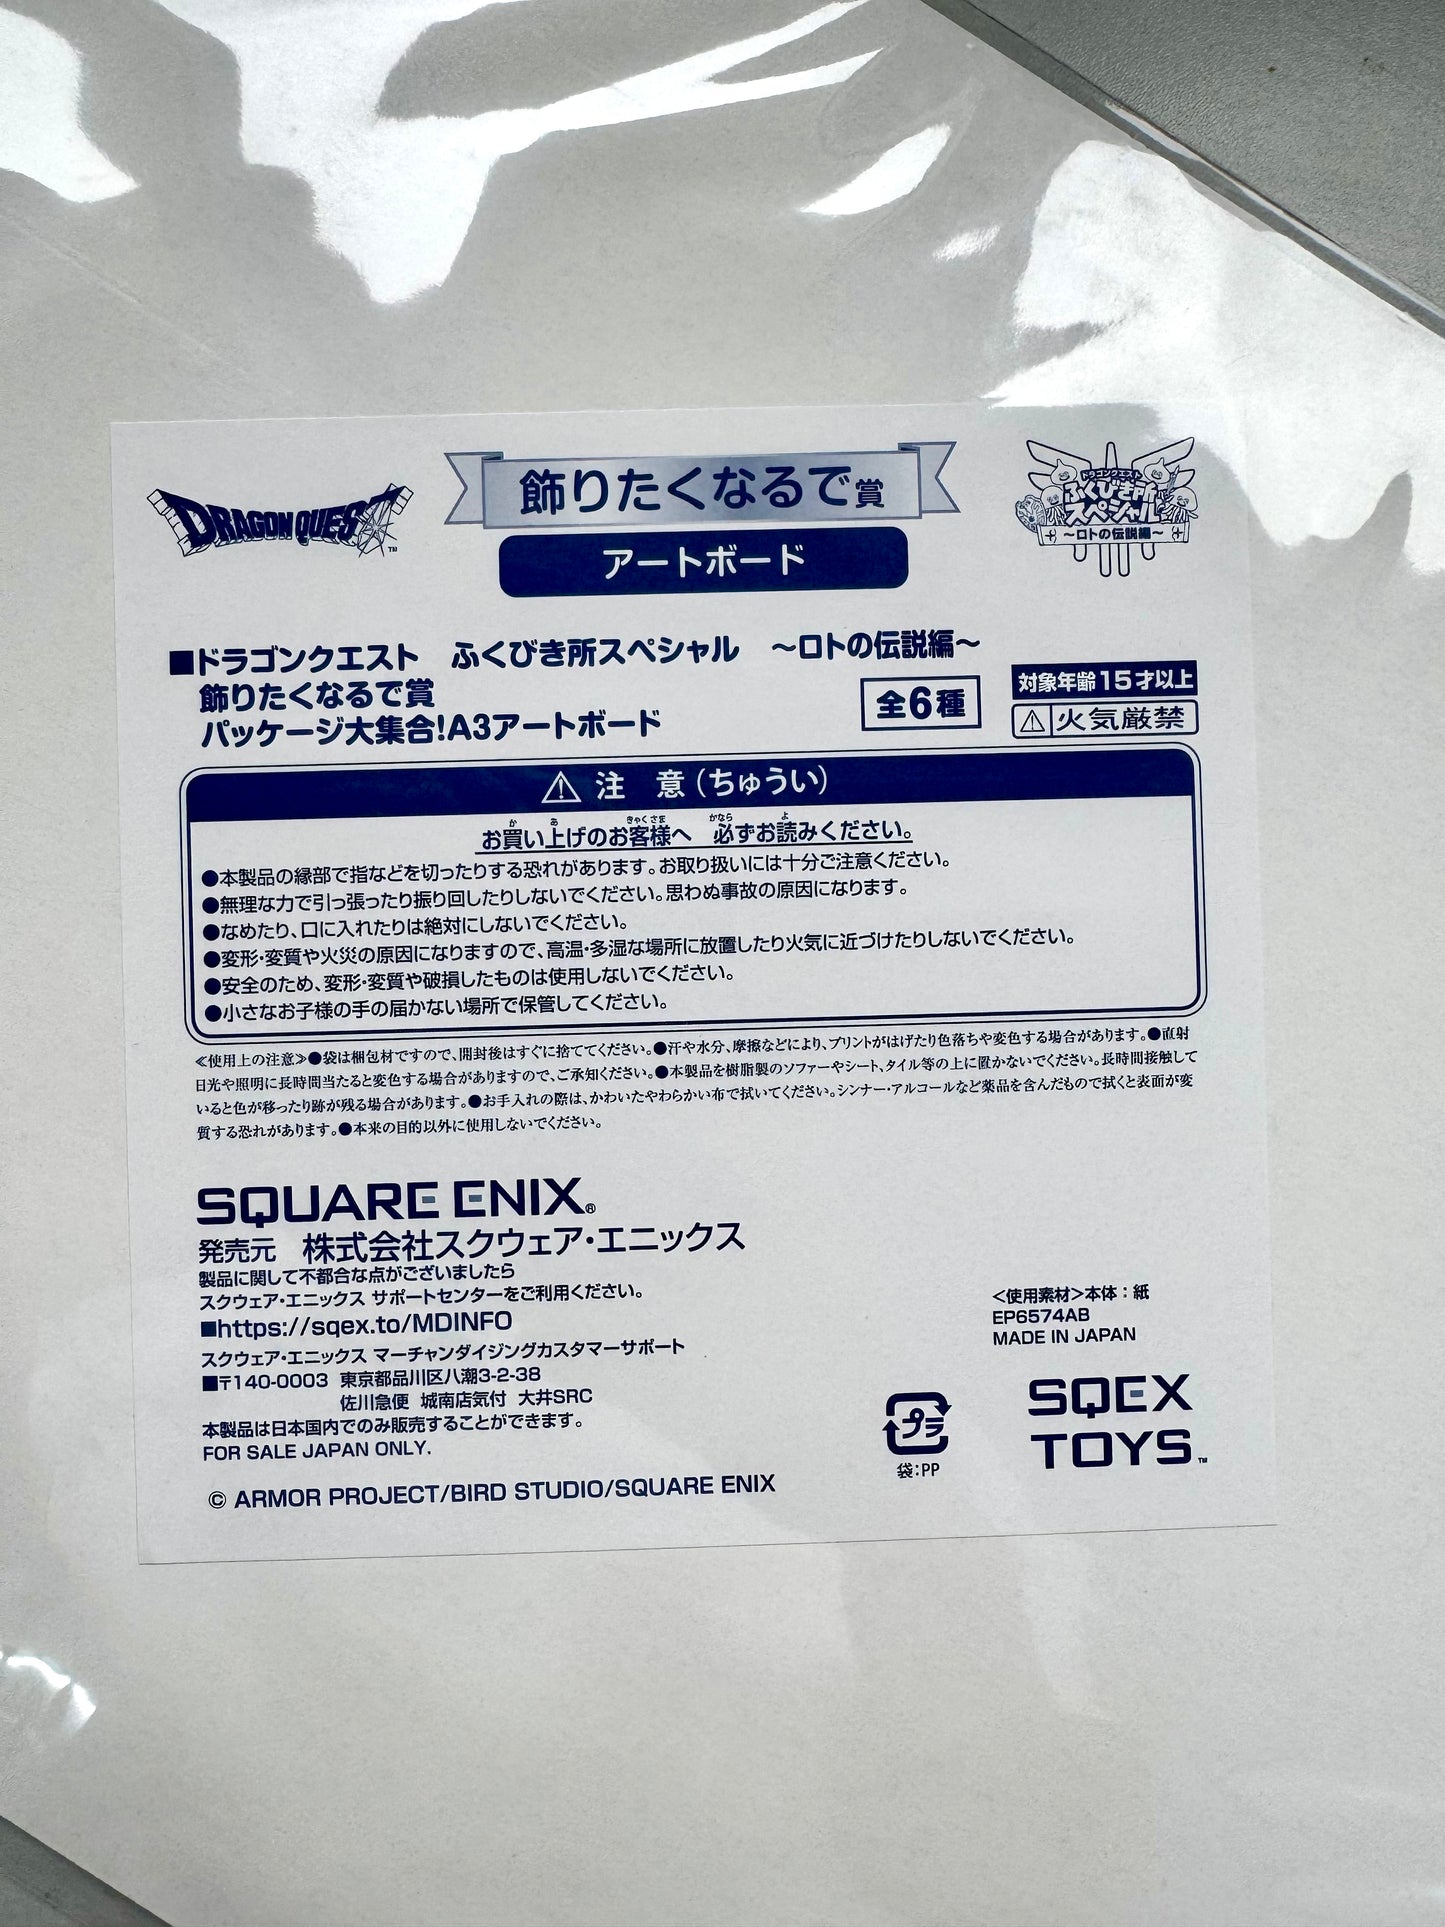 DRAGON QUEST™
飾りたくなるで賞
アートボード
ドラゴンクエスト
ふくびき所
スペシャル
～ロトの伝説編～
■ドラゴンクエスト　ふくびき所スペシャル　～ロトの伝説編～
飾りたくなるで賞
パッケージ大集合!A3アートボード
全6種
対象年齢15才以上
⚠火気厳禁
⚠ 注　意(ちゅうい)
お買い上げのお客様へ　必ずお読みください。
●本製品の縁部で指などを切ったりする恐れがあります。お取り扱いには十分ご注意ください。
●無理な力で引っ張ったり振り回したりしないでください。思わぬ事故の原因になります。
●なめたり、口に入れたりは絶対にしないでください。
●変形・変質や火災の原因になりますので、高温・多湿な場所に放置したり火気に近づけたりしないでください。
●安全のため、変形・変質や破損したものは使用しないでください。
●小さなお子様の手の届かない場所で保管してください。
≪使用上の注意≫●袋は梱包材ですので、開封後はすぐに捨ててください。●汗や水分、摩擦などにより、プリントがはげたり色落ちや変色する場合があります。●直射
日光や照明に長時間当たると変色する場合がありますので、ご承知ください。●本製品を樹脂製のソファーやシート、タイル等の上に置かないでください。長時間接触して
いると色が移ったり跡が残る場合があります。●お手入れの際は、かわいたやわらかい布で拭いてください。シンナー・アルコールなど薬品を含んだもので拭くと表面が変
質する恐れがあります。●本来の目的以外に使用しないでください。
SQUARE ENIX®
発売元　株式会社スクウェア・エニックス
製品に関して不都合な点がございましたら
スクウェア・エニックス サポートセンターをご利用ください。
■https://sqex.to/MDINFO
スクウェア・エニックス マーチャンダイジングカスタマーサポート
■〒140-0003 東京都品川区八潮3-2-38
佐川急便 城南店気付 大井SRC
本製品は日本国内でのみ販売することができます。
FOR SALE JAPAN ONLY.
© ARMOR PROJECT/BIRD STUDIO/SQUARE ENIX
＜使用素材＞本体：紙
EP6574AB
MADE IN JAPAN
プラ
袋：PP
SQEX
TOYS™